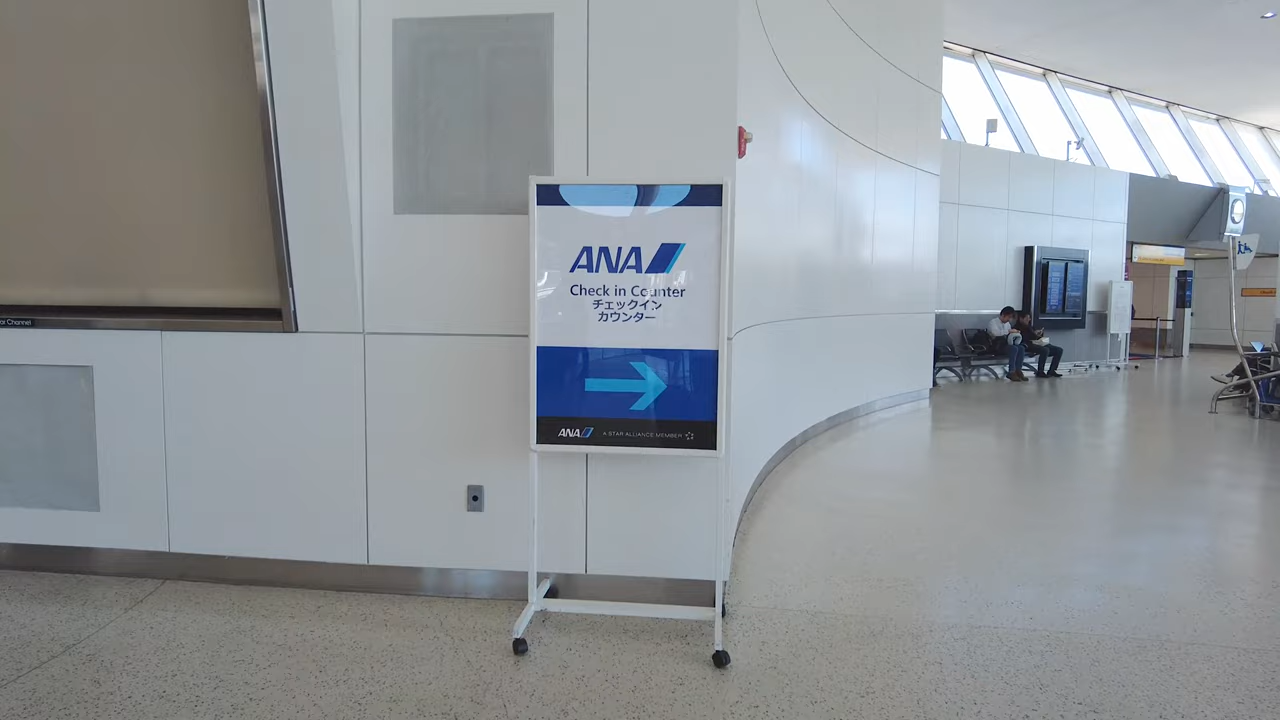 ANA
Check in Counter
チェックイン
カウンター
ANA A STAR ALLIANCE MEMBER
Channel